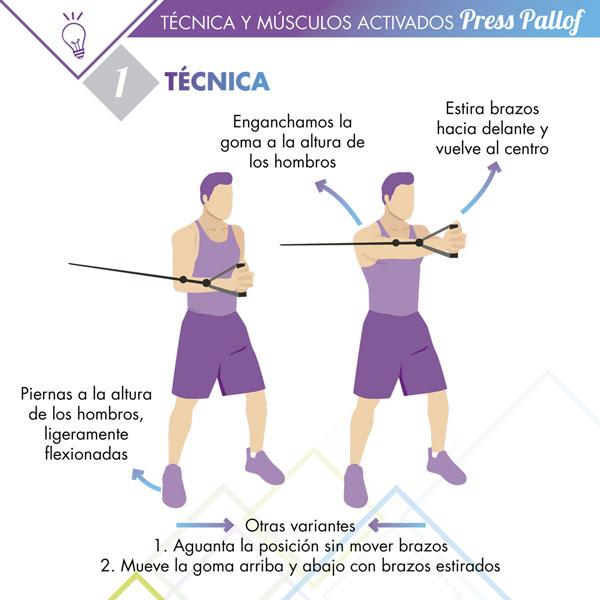 TÉCNICA Y MÚSCULOS ACTIVADOS Press Pallof
1 TÉCNICA
Enganchamos la
goma a la altura de
los hombros
Estira brazos
hacia delante y
vuelve al centro
Piernas a la altura
de los hombros,
ligeramente
flexionadas
Otras variantes
1. Aguanta la posición sin mover brazos
2. Mueve la goma arriba y abajo con brazos estirados